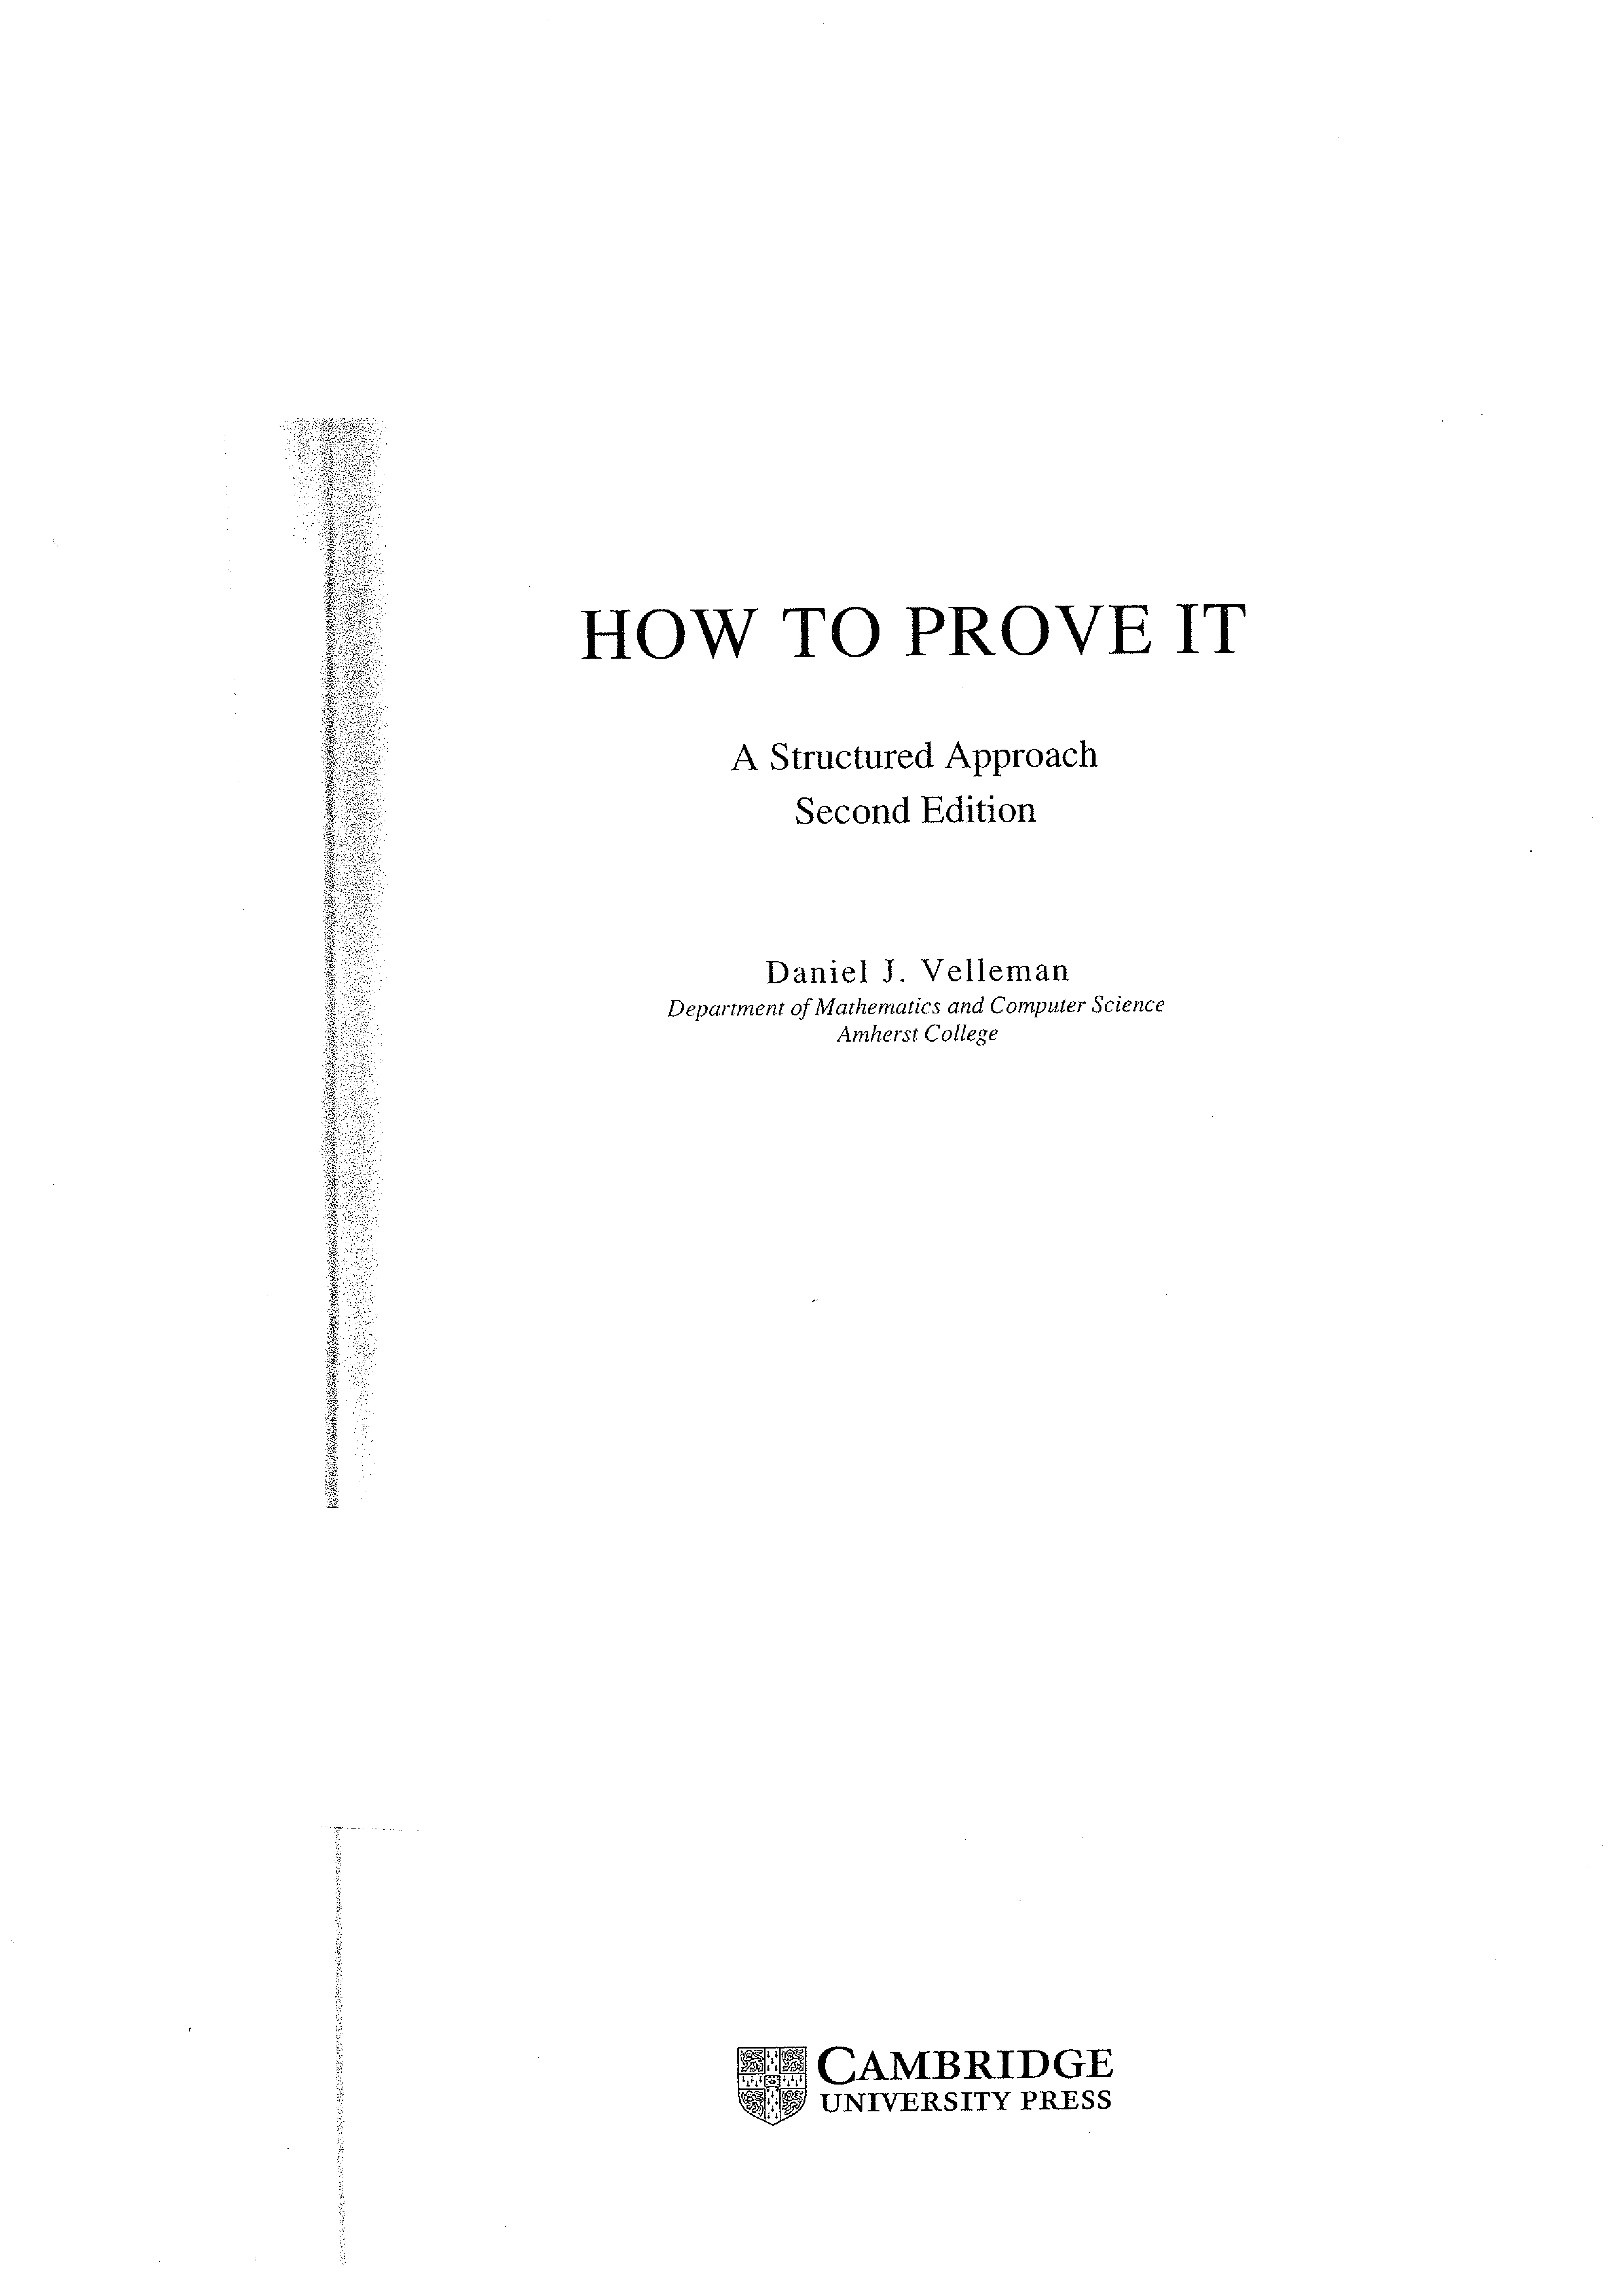 HOW TO PROVE IT
A Structured Approach
Second Edition
Daniel J. Velleman
Department of Mathematics and Computer Science
Amherst College
CAMBRIDGE
UNIVERSITY PRESS